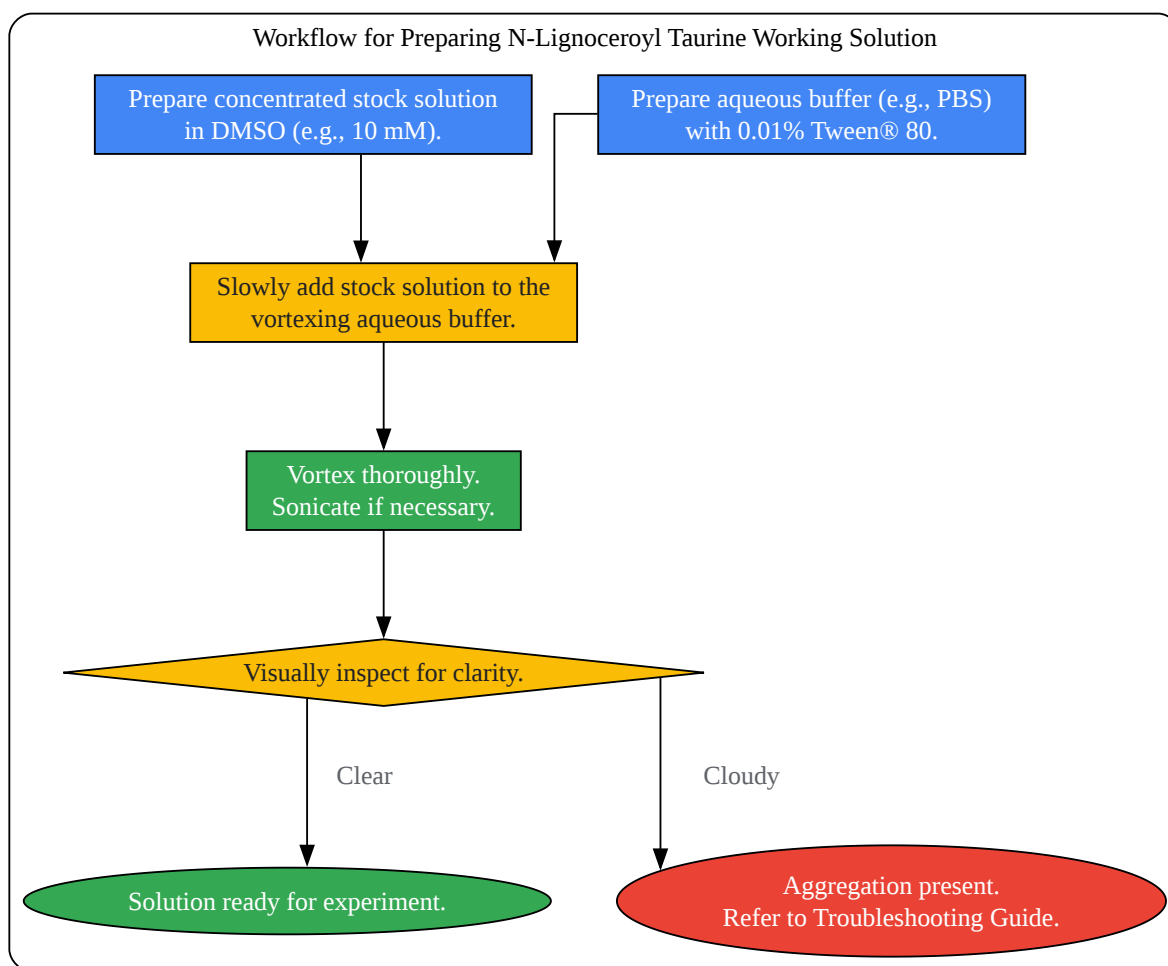 Workflow for Preparing N-Lignoceroyl Taurine Working Solution
Prepare concentrated stock solution
in DMSO (e.g., 10 mM).
Prepare aqueous buffer (e.g., PBS)
with 0.01% Tween® 80.
Slowly add stock solution to the
vortexing aqueous buffer.
Vortex thoroughly.
Sonicate if necessary.
Visually inspect for clarity.
Clear
Cloudy
Solution ready for experiment.
Aggregation present.
Refer to Troubleshooting Guide.